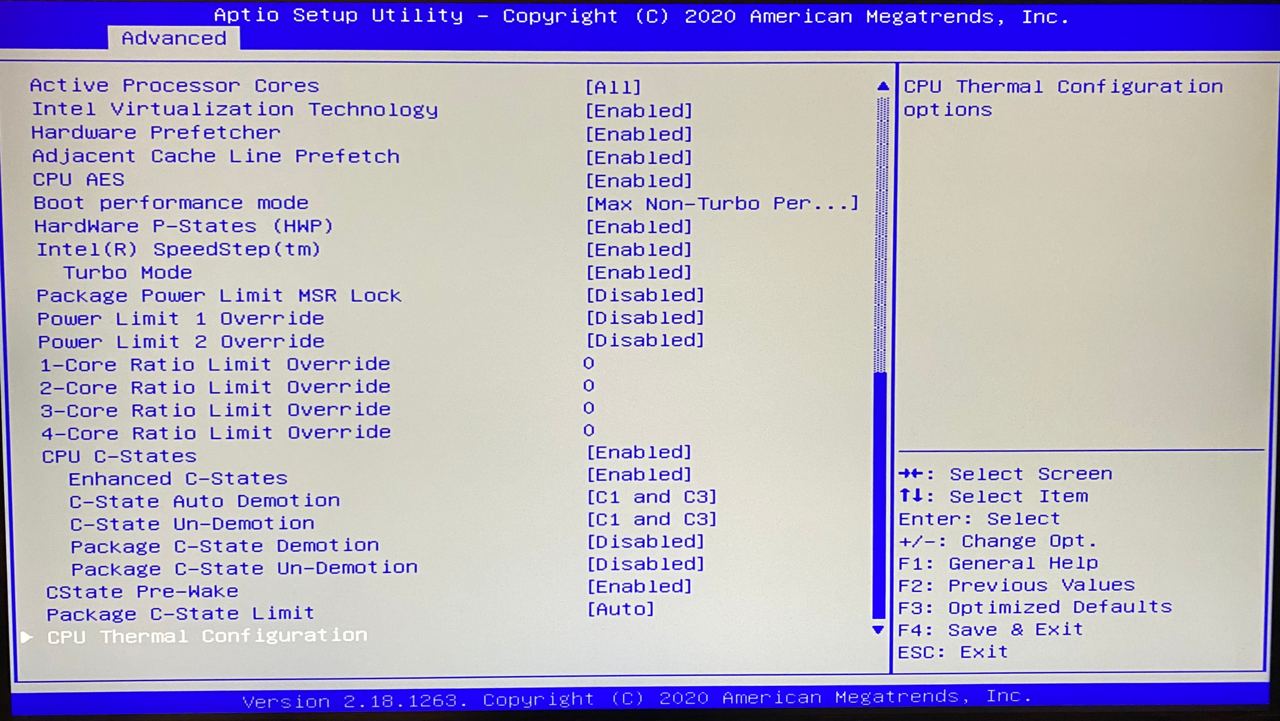 Aptio Setup Utility – Copyright (C) 2020 American Megatrends, Inc.
Advanced
Active Processor Cores [All]
Intel Virtualization Technology [Enabled]
Hardware Prefetcher [Enabled]
Adjacent Cache Line Prefetch [Enabled]
CPU AES [Enabled]
Boot performance mode [Max Non-Turbo Per...]
HardWare P-States (HWP) [Enabled]
Intel(R) SpeedStep(tm) [Enabled]
Turbo Mode [Enabled]
Package Power Limit MSR Lock [Disabled]
Power Limit 1 Override [Disabled]
Power Limit 2 Override [Disabled]
1-Core Ratio Limit Override 0
2-Core Ratio Limit Override 0
3-Core Ratio Limit Override 0
4-Core Ratio Limit Override 0
CPU C-States [Enabled]
Enhanced C-States [Enabled]
C-State Auto Demotion [C1 and C3]
C-State Un-Demotion [C1 and C3]
Package C-State Demotion [Disabled]
Package C-State Un-Demotion [Disabled]
CState Pre-Wake [Enabled]
Package C-State Limit [Auto]
► CPU Thermal Configuration
CPU Thermal Configuration
options
→←: Select Screen
↑↓: Select Item
Enter: Select
+/-: Change Opt.
F1: General Help
F2: Previous Values
F3: Optimized Defaults
F4: Save & Exit
ESC: Exit
Version 2.18.1263. Copyright (C) 2020 American Megatrends, Inc.